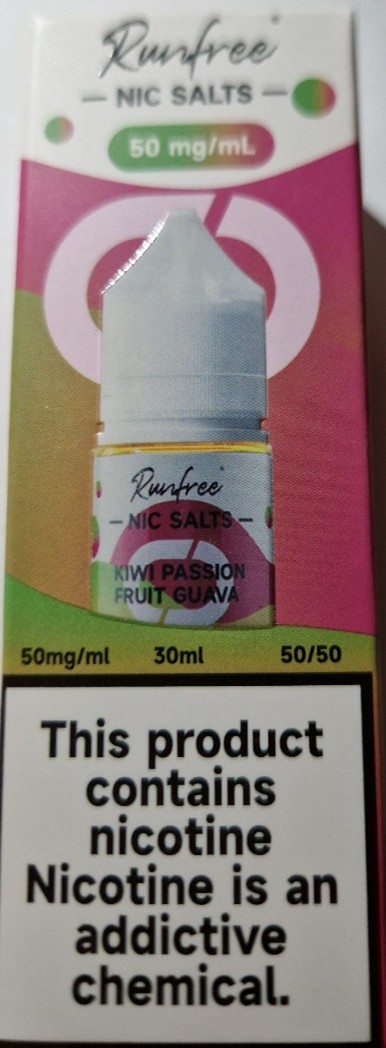 Runfree
— NIC SALTS —
50 mg/mL
Runfree
— NIC SALTS —
KIWI PASSION
FRUIT GUAVA
50mg/ml 30ml 50/50
This product
contains
nicotine
Nicotine is an
addictive
chemical.